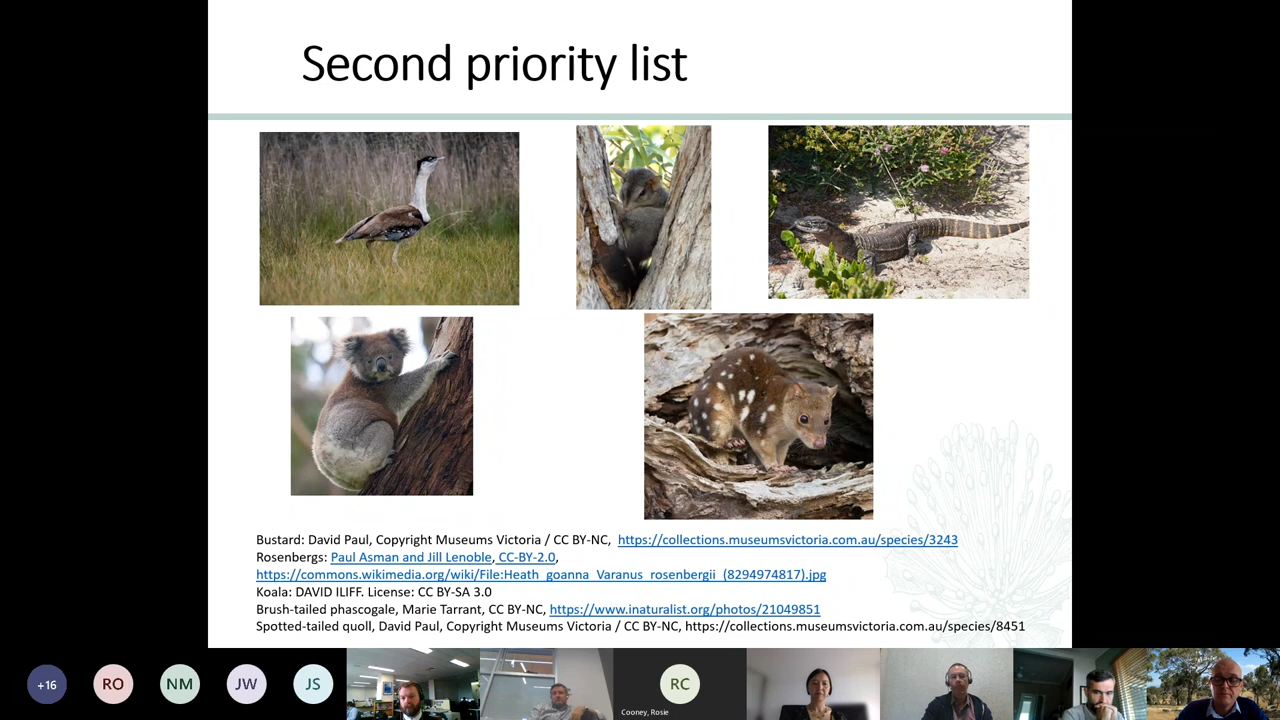 Second priority list
Bustard: David Paul, Copyright Museums Victoria / CC BY-NC, https://collections.museumsvictoria.com.au/species/3243
Rosenbergs: Paul Asman and Jill Lenoble, CC-BY-2.0,
https://commons.wikimedia.org/wiki/File:Heath_goanna_Varanus_rosenbergii_(8294974817).jpg
Koala: DAVID ILIFF. License: CC BY-SA 3.0
Brush-tailed phascogale, Marie Tarrant, CC BY-NC, https://www.inaturalist.org/photos/21049851
Spotted-tailed quoll, David Paul, Copyright Museums Victoria / CC BY-NC, https://collections.museumsvictoria.com.au/species/8451
+16 RO NM JW JS RC
Cooney, Rosie